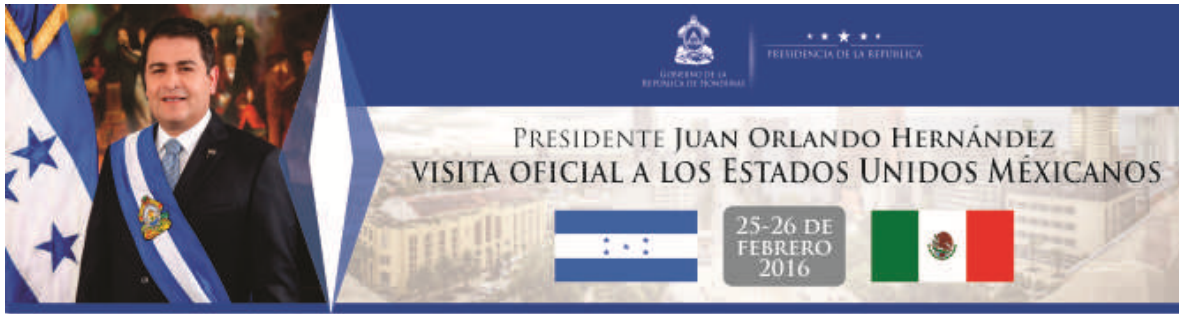 GOBIERNO DE LA
REPÚBLICA DE HONDURAS
PRESIDENCIA DE LA REPÚBLICA
PRESIDENTE JUAN ORLANDO HERNÁNDEZ
VISITA OFICIAL A LOS ESTADOS UNIDOS MÉXICANOS
25-26 DE
FEBRERO
2016